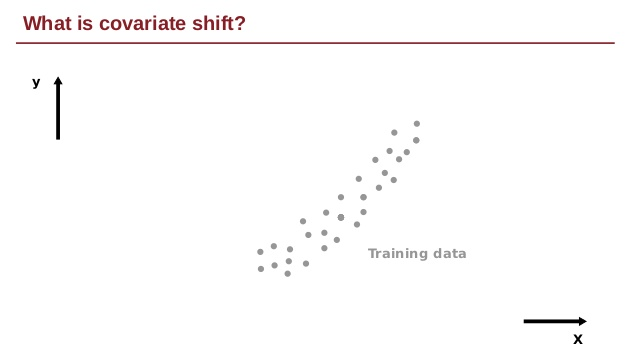 What is covariate shift?
y
Training data
x